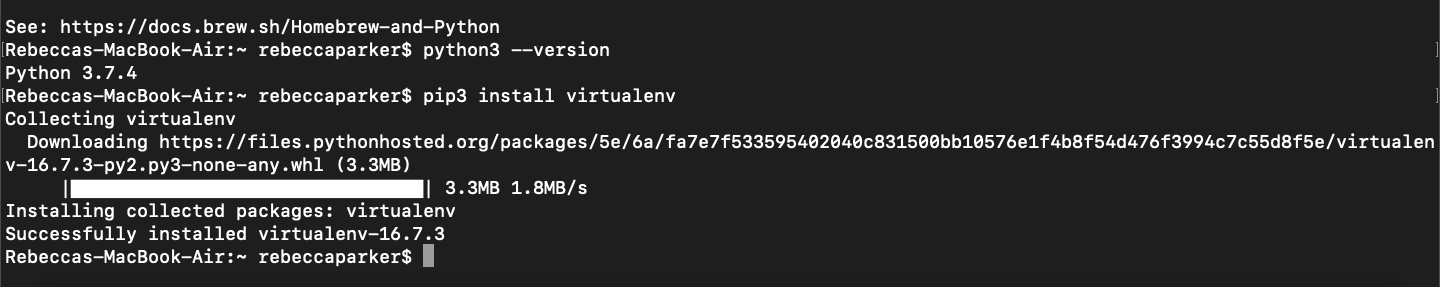 See: https://docs.brew.sh/Homebrew-and-Python
[Rebeccas-MacBook-Air:~ rebeccaparker$ python3 --version ]
Python 3.7.4
[Rebeccas-MacBook-Air:~ rebeccaparker$ pip3 install virtualenv ]
Collecting virtualenv
  Downloading https://files.pythonhosted.org/packages/5e/6a/fa7e7f533595402040c831500bb10576e1f4b8f54d476f3994c7c55d8f5e/virtualen
v-16.7.3-py2.py3-none-any.whl (3.3MB)
     |████████████████████████████████| 3.3MB 1.8MB/s
Installing collected packages: virtualenv
Successfully installed virtualenv-16.7.3
Rebeccas-MacBook-Air:~ rebeccaparker$